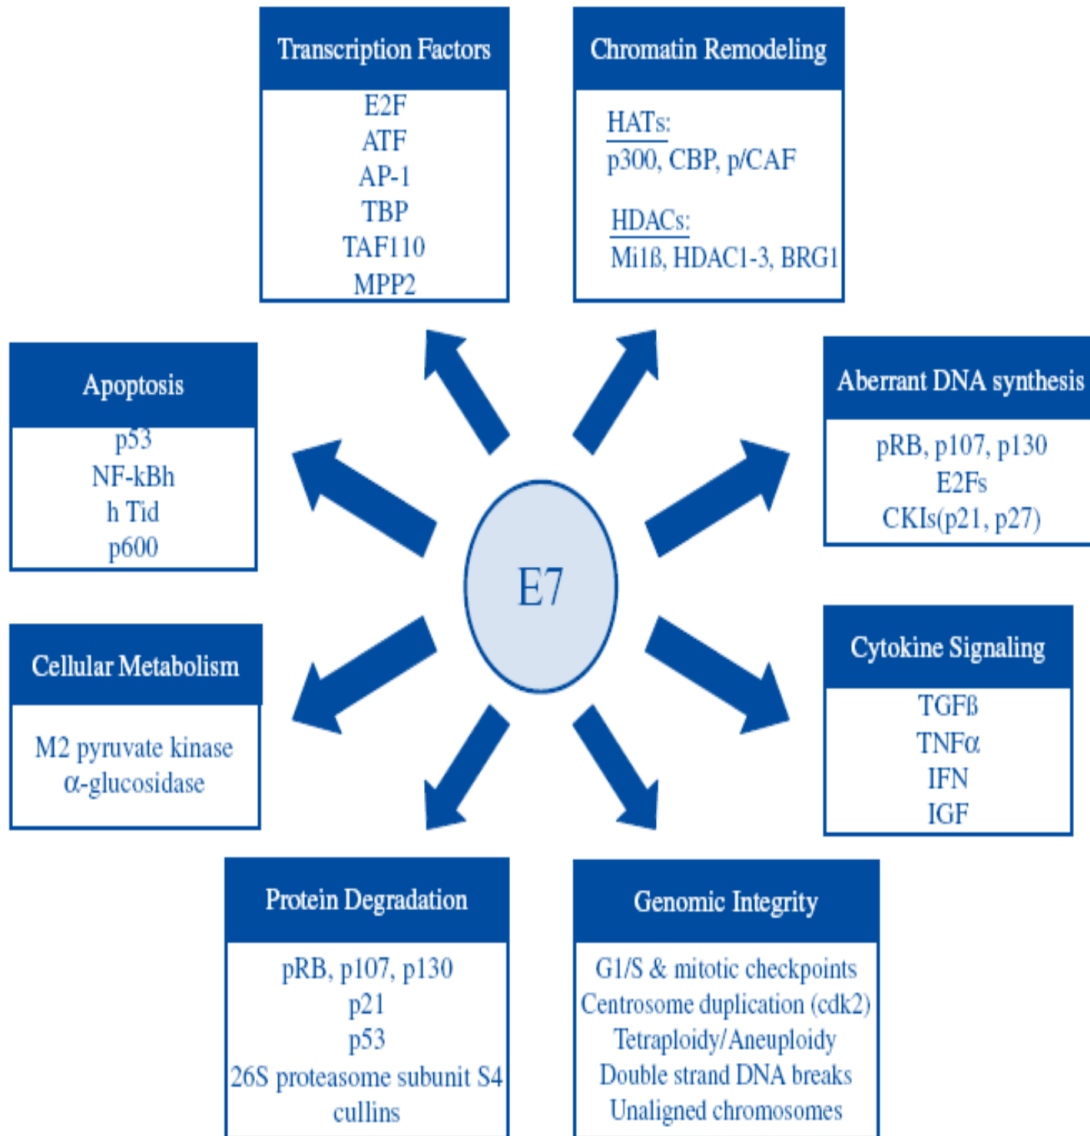 Transcription Factors
E2F
ATF
AP-1
TBP
TAF110
MPP2
Chromatin Remodeling
HATs:
p300, CBP, p/CAF
HDACs:
Mi1ß, HDAC1-3, BRG1
Apoptosis
p53
NF-kBh
h Tid
p600
Aberrant DNA synthesis
pRB, p107, p130
E2Fs
CKIs(p21, p27)
E7
Cellular Metabolism
M2 pyruvate kinase
α-glucosidase
Cytokine Signaling
TGFß
TNFα
IFN
IGF
Protein Degradation
pRB, p107, p130
p21
p53
26S proteasome subunit S4
cullins
Genomic Integrity
G1/S & mitotic checkpoints
Centrosome duplication (cdk2)
Tetraploidy/Aneuploidy
Double strand DNA breaks
Unaligned chromosomes